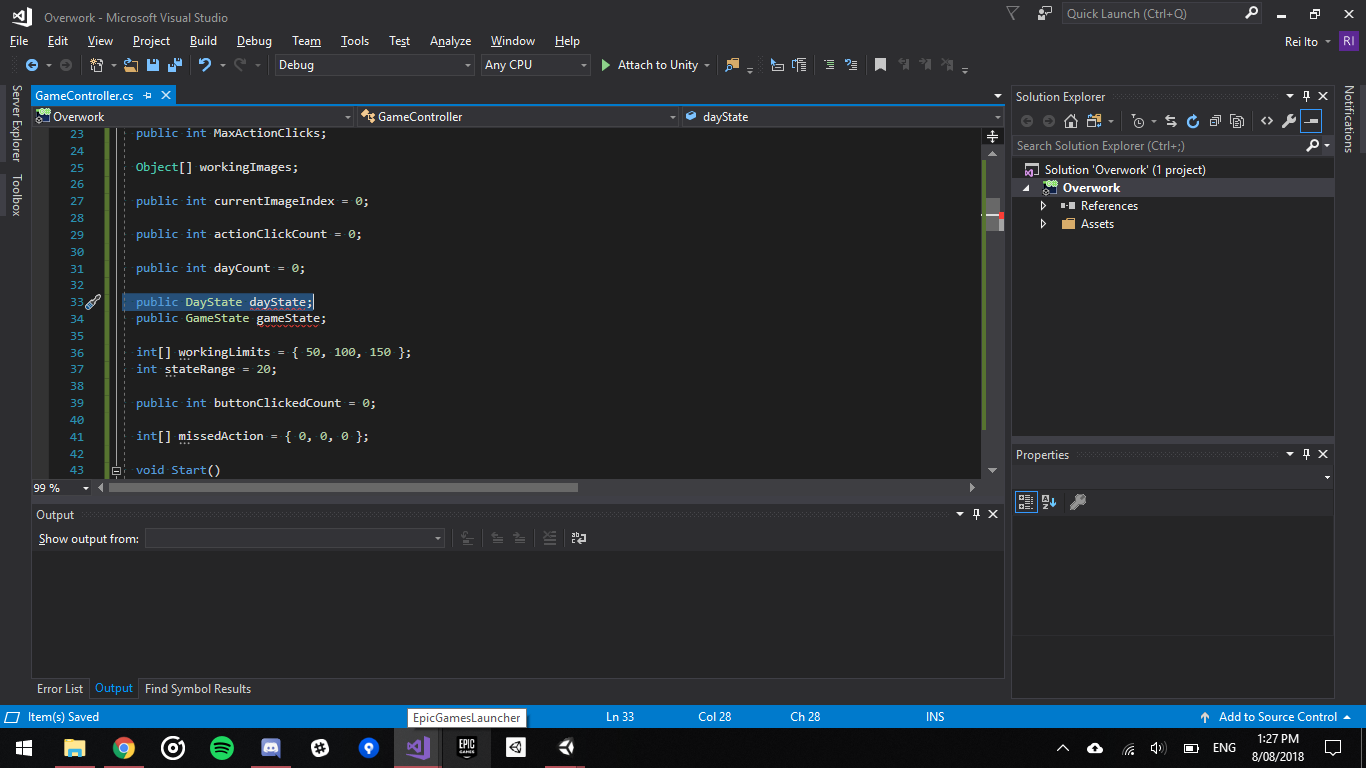 Overwork - Microsoft Visual Studio
Quick Launch (Ctrl+Q)
File Edit View Project Build Debug Team Tools Test Analyze Window Help
Rei Ito RI
Debug Any CPU Attach to Unity
Server Explorer
Toolbox
GameController.cs
Overwork GameController dayState
23 public int MaxActionClicks;
24
25 Object[] workingImages;
26
27 public int currentImageIndex = 0;
28
29 public int actionClickCount = 0;
30
31 public int dayCount = 0;
32
33 public DayState dayState;
34 public GameState gameState;
35
36 int[] workingLimits = { 50, 100, 150 };
37 int stateRange = 20;
38
39 public int buttonClickedCount = 0;
40
41 int[] missedAction = { 0, 0, 0 };
42
43 void Start()
99 %
Output
Show output from:
Error List Output Find Symbol Results
Solution Explorer
Search Solution Explorer (Ctrl+;)
Solution 'Overwork' (1 project)
Overwork
References
Assets
Properties
Notifications
Item(s) Saved
EpicGamesLauncher
Ln 33 Col 28 Ch 28 INS
Add to Source Control
EPIC
GAMES
ENG
1:27 PM
8/08/2018